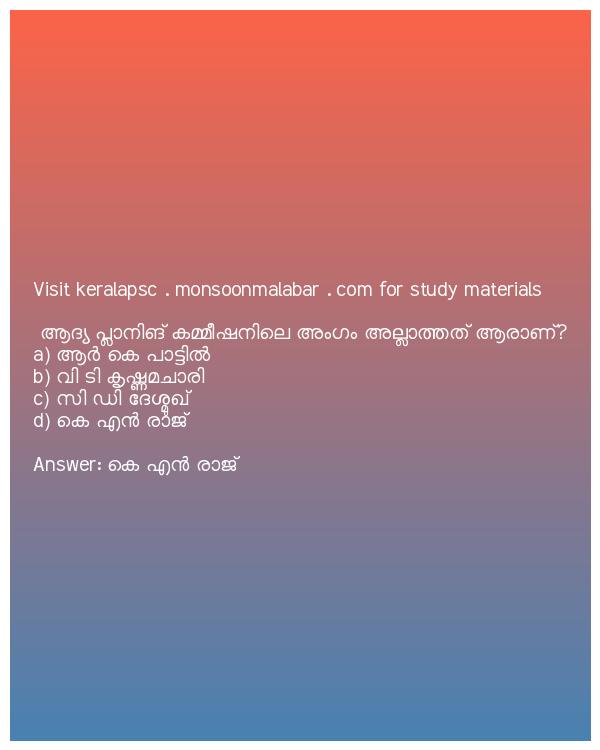 Visit keralapsc . monsoonmalabar . com for study materials
ആദ്യ പ്ലാനിങ് കമ്മീഷനിലെ അംഗം അല്ലാത്തത് ആരാണ്?
a) ആർ കെ പാട്ടിൽ
b) വി ടി കൃഷ്ണമചാരി
c) സി ഡി ദേശ്മുഖ്
d) കെ എൻ രാജ്
Answer: കെ എൻ രാജ്